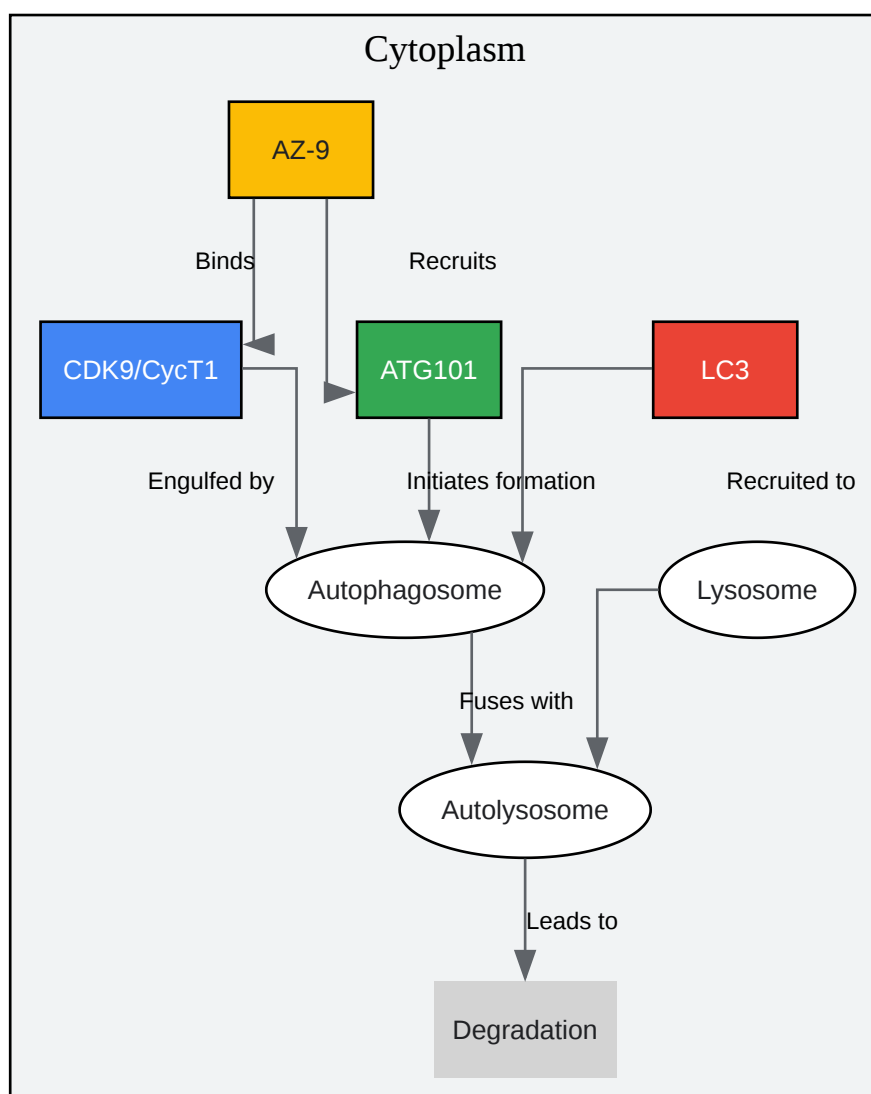 Cytoplasm
AZ-9
Binds
Recruits
CDK9/CycT1
ATG101
LC3
Engulfed by
Initiates formation
Recruited to
Autophagosome
Lysosome
Fuses with
Autolysosome
Leads to
Degradation